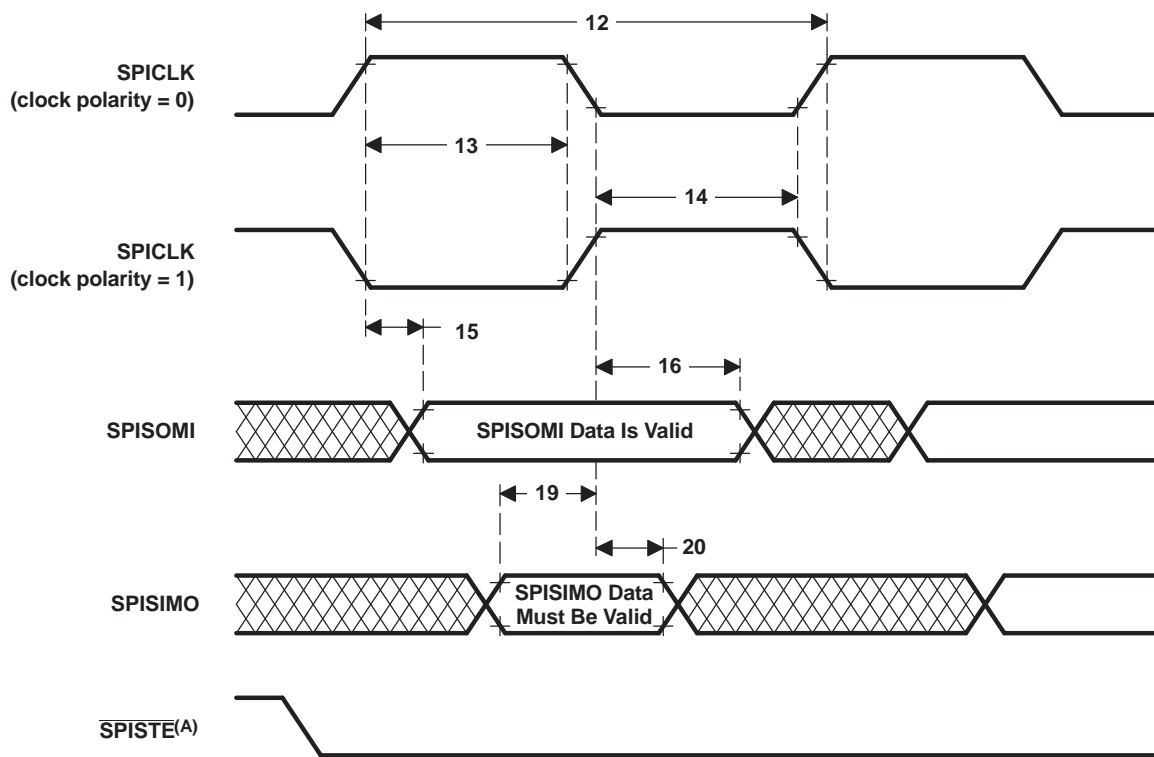 12
SPICLK
(clock polarity = 0)
13
14
SPICLK
(clock polarity = 1)
15
16
SPISOMI
SPISOMI Data Is Valid
19
20
SPISIMO
SPISIMO Data
Must Be Valid
SPISTE(A)